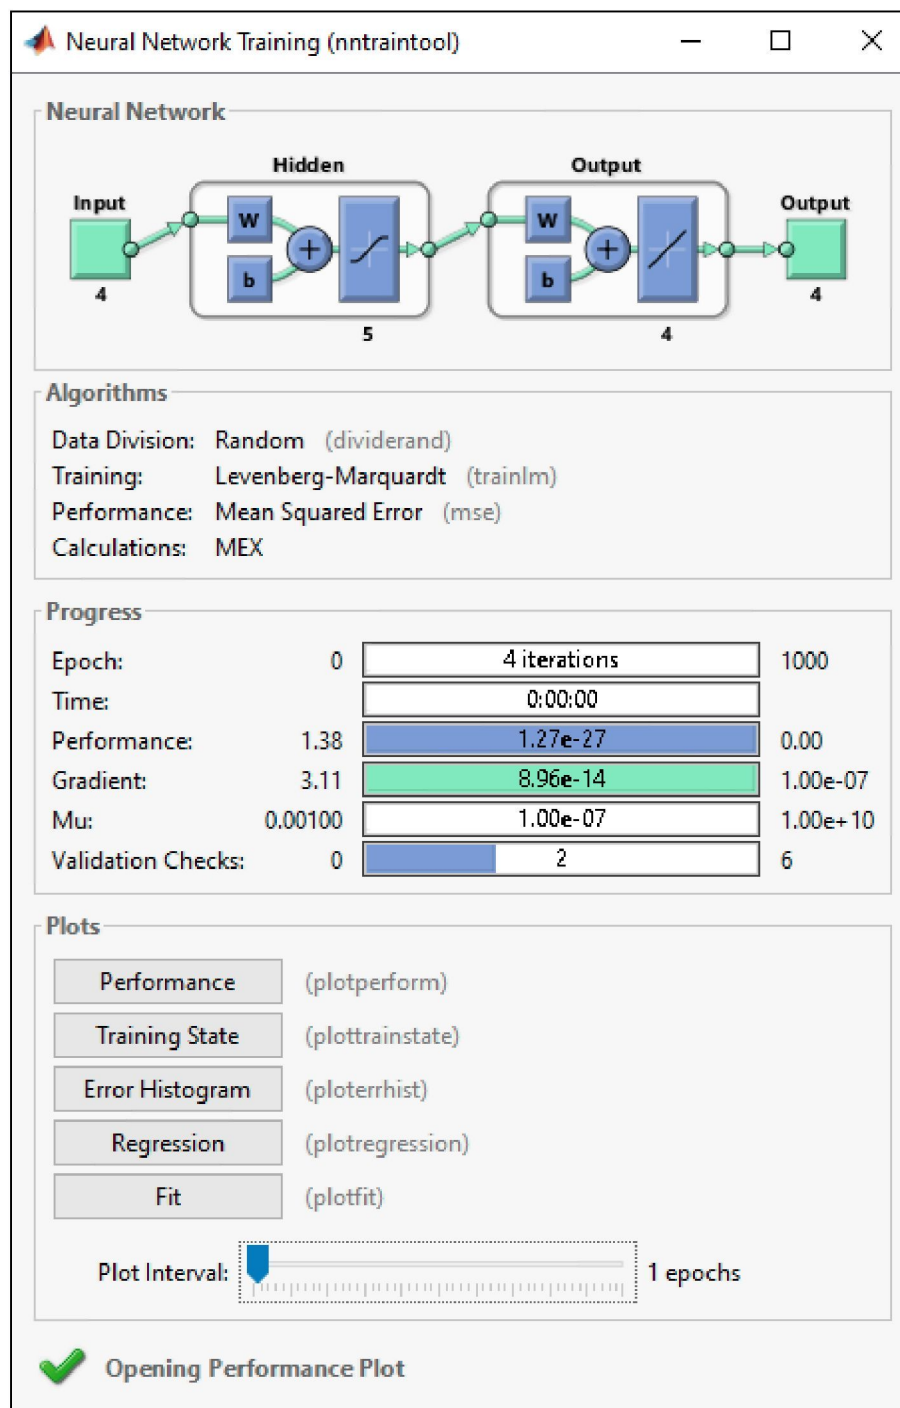 Neural Network Training (nntraintool)
Neural Network
Hidden
Output
Input
Output
W
W
b
b
4
4
5
4
Algorithms
Data Division: Random (dividerand)
Training: Levenberg-Marquardt (trainlm)
Performance: Mean Squared Error (mse)
Calculations: MEX
Progress
Epoch: 0 4 iterations 1000
Time: 0:00:00
Performance: 1.38 1.27e-27 0.00
Gradient: 3.11 8.96e-14 1.00e-07
Mu: 0.00100 1.00e-07 1.00e+10
Validation Checks: 0 2 6
Plots
Performance (plotperform)
Training State (plottrainstate)
Error Histogram (ploterrhist)
Regression (plotregression)
Fit (plotfit)
Plot Interval: 1 epochs
Opening Performance Plot